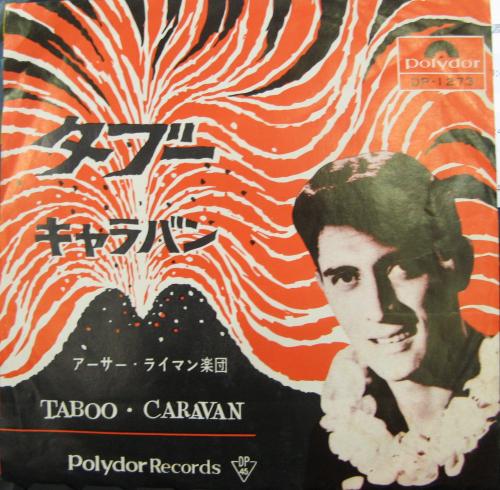 Polydor
DP-1273
タブー
キャラバン
アーサー・ライマン楽団
TABOO · CARAVAN
Polydor Records DP 45